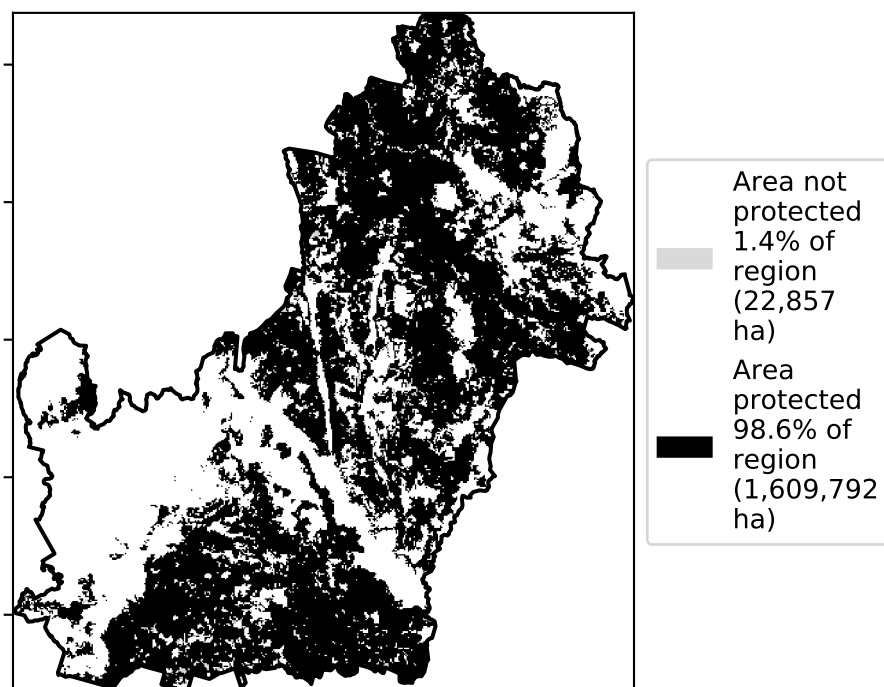 Area not
protected
1.4% of
region
(22,857
ha)
Area
protected
98.6% of
region
(1,609,792
ha)